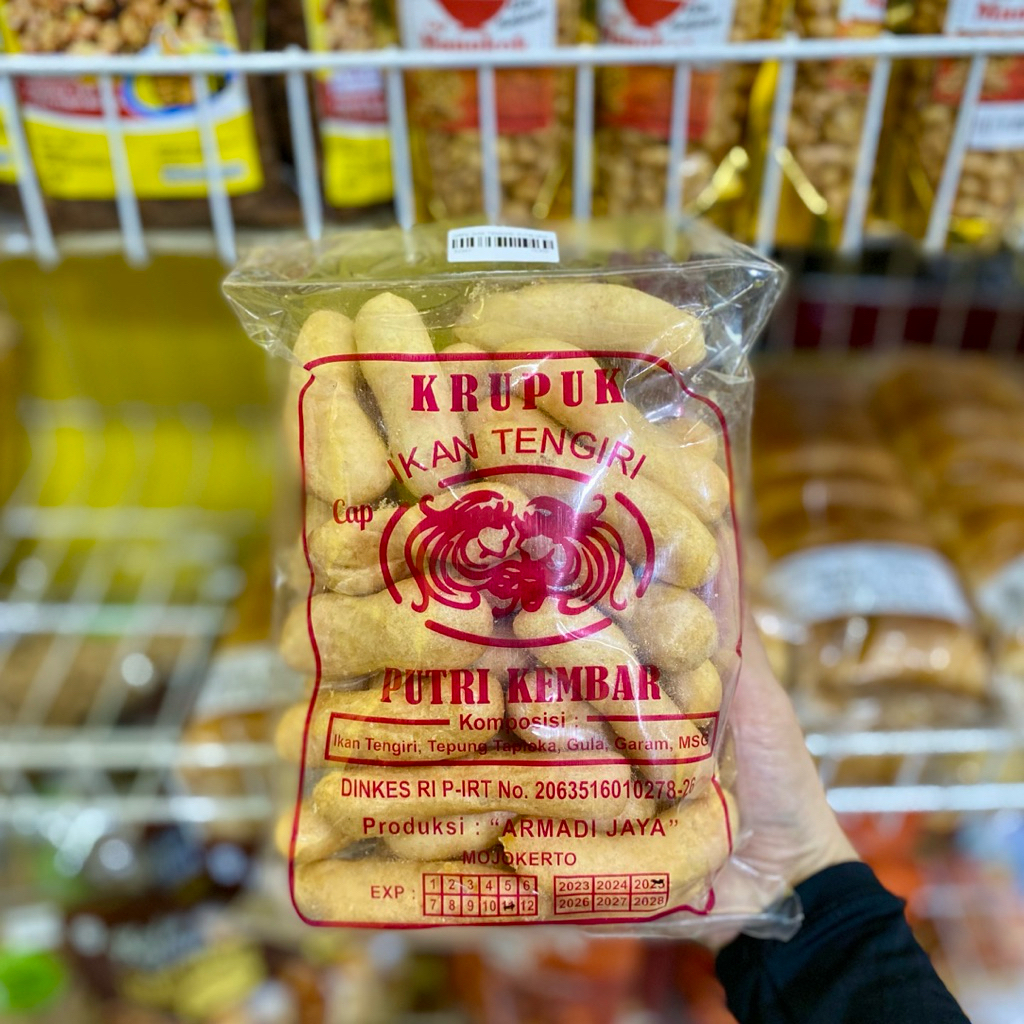 KRUPUK
IKAN TENGIRI
Cap
PUTRI KEMBAR
Komposisi :
Ikan Tengiri, Tepung Tapioka, Gula, Garam, MSG
DINKES RI P-IRT No. 2063516010278-26
Produksi : “ARMADI JAYA”
MOJOKERTO
EXP :
1 2 3 4 5 6
7 8 9 10 11 12
2023 2024 2025
2026 2027 2028